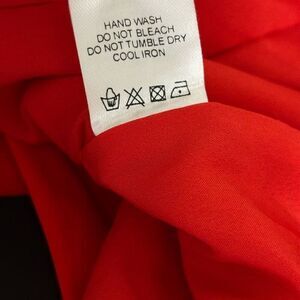 HAND WASH
DO NOT BLEACH
DO NOT TUMBLE DRY
COOL IRON